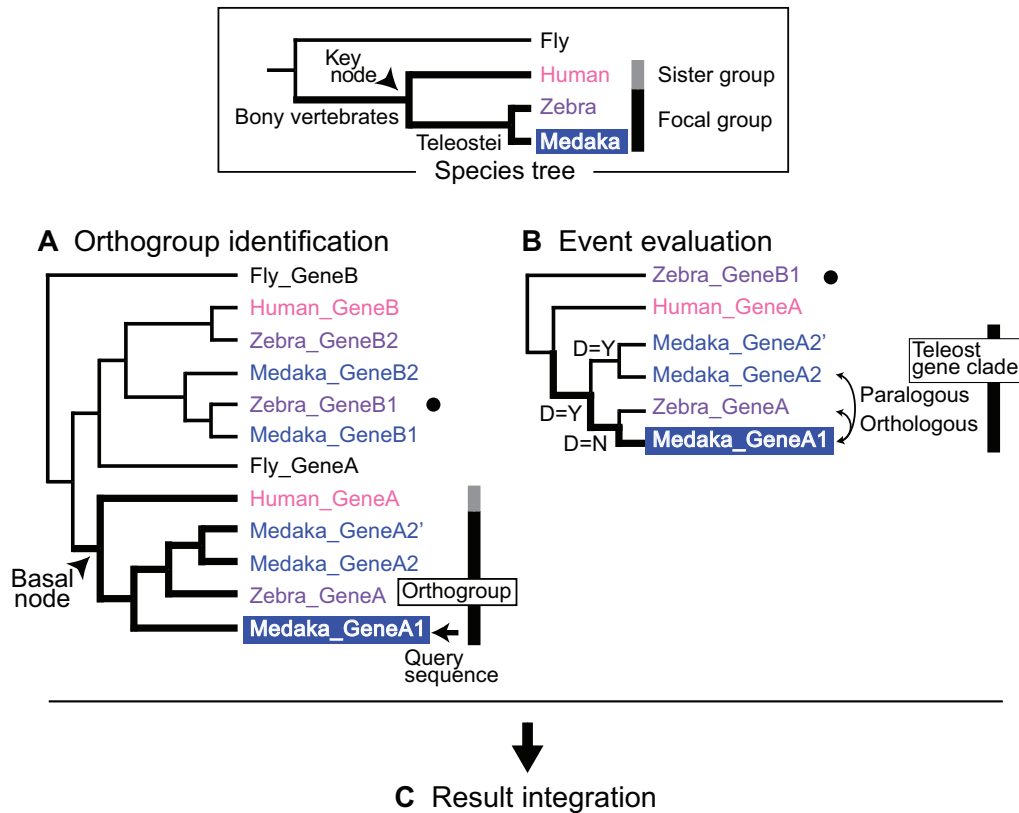 Fly
Key
node
Human
Sister group
Zebra
Bony vertebrates
Focal group
Teleostei
Medaka
Species tree
A Orthogroup identification
Fly_GeneB
Human_GeneB
Zebra_GeneB2
Medaka_GeneB2
Zebra_GeneB1
Medaka_GeneB1
Fly_GeneA
Human_GeneA
Medaka_GeneA2’
Medaka_GeneA2
Basal
node
Zebra_GeneA
Orthogroup
Medaka_GeneA1
Query
sequence
B Event evaluation
Zebra_GeneB1
Human_GeneA
D=Y
Medaka_GeneA2’
Teleost
gene clade
Medaka_GeneA2
Paralogous
D=Y
Zebra_GeneA
Orthologous
D=N
Medaka_GeneA1
C Result integration